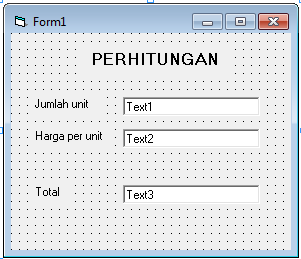 Form1
PERHITUNGAN
Jumlah unit Text1
Harga per unit Text2
Total Text3